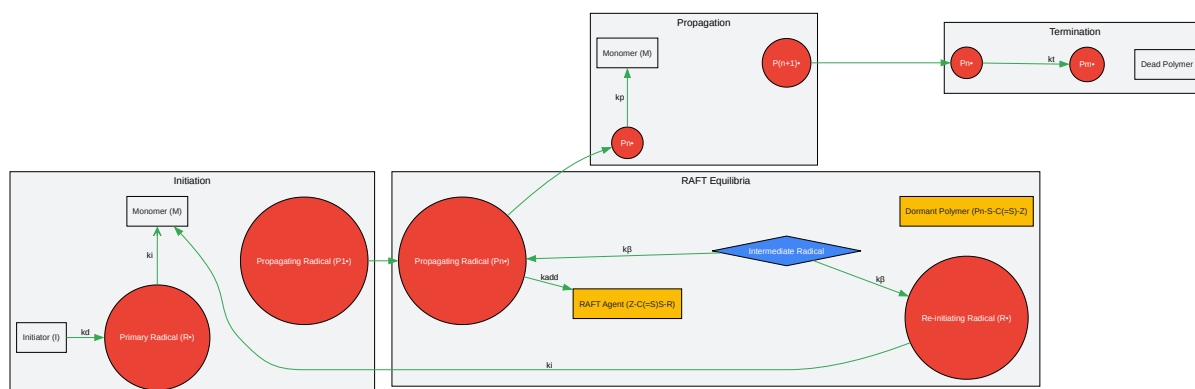 Propagation
Monomer (M)
P(n+1)•
kp
Pn•
Termination
Pn•
kt
Pm•
Dead Polymer
Initiation
Monomer (M)
ki
Propagating Radical (P1•)
Initiator (I)
kd
Primary Radical (R•)
RAFT Equilibria
Dormant Polymer (Pn-S-C(=S)-Z)
Propagating Radical (Pn•)
kβ
Intermediate Radical
kadd
kβ
RAFT Agent (Z-C(=S)S-R)
Re-initiating Radical (R•)
ki